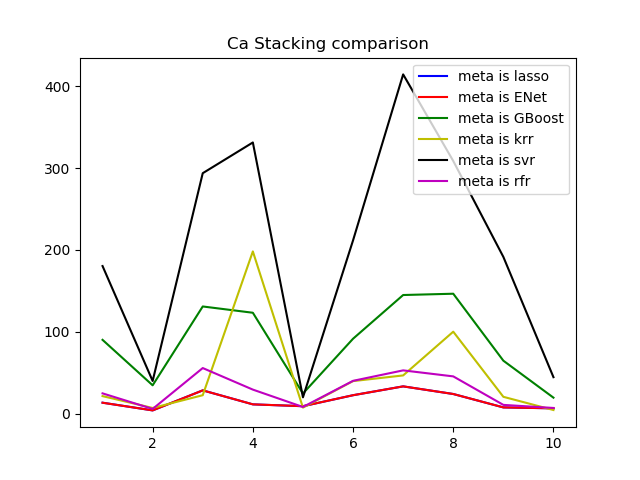 Ca Stacking comparison
meta is lasso
meta is ENet
meta is GBoost
meta is krr
meta is svr
meta is rfr
400
300
200
100
0
2 4 6 8 10